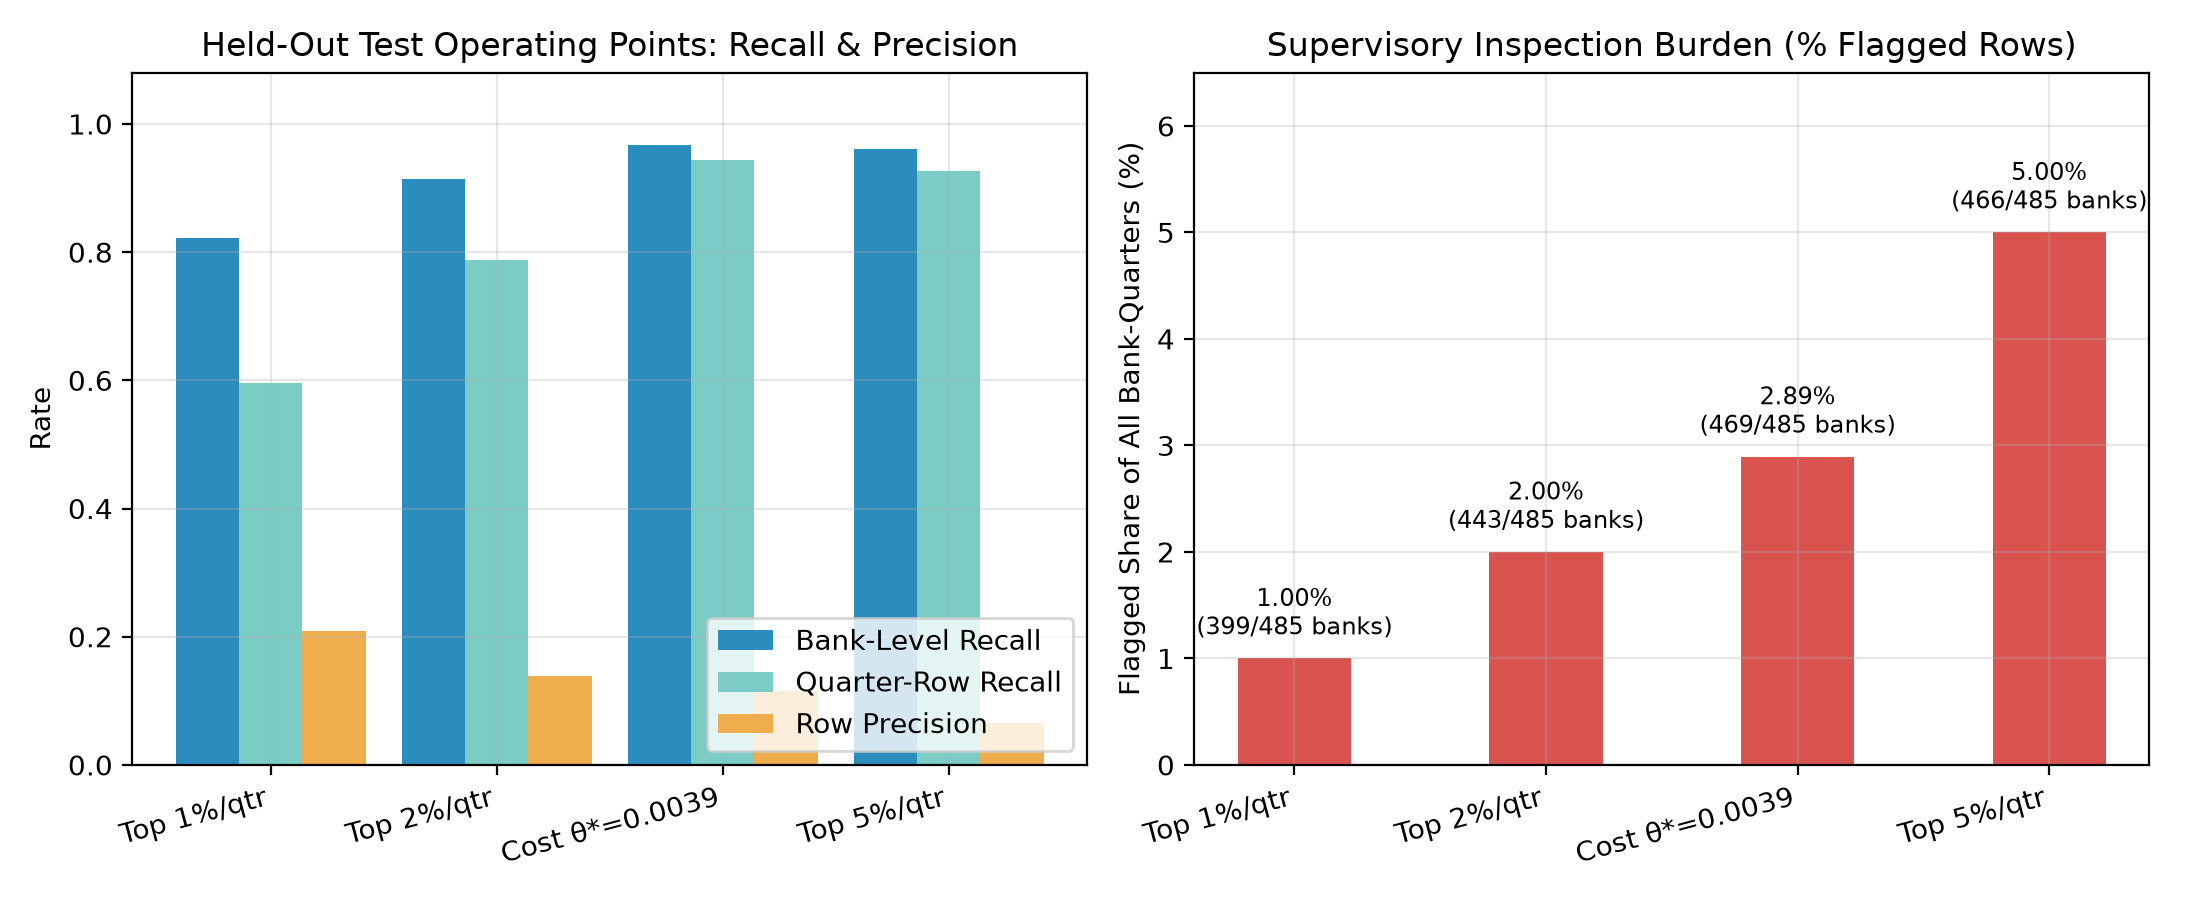 Held-Out Test Operating Points: Recall & Precision
Rate
1.0
0.8
0.6
0.4
0.2
0.0
Bank-Level Recall
Quarter-Row Recall
Row Precision
Top 1%/qtr
Top 2%/qtr
Cost θ*=0.0039
Top 5%/qtr
Supervisory Inspection Burden (% Flagged Rows)
Flagged Share of All Bank-Quarters (%)
6
5
4
3
2
1
0
1.00%
(399/485 banks)
2.00%
(443/485 banks)
2.89%
(469/485 banks)
5.00%
(466/485 banks)
Top 1%/qtr
Top 2%/qtr
Cost θ*=0.0039
Top 5%/qtr